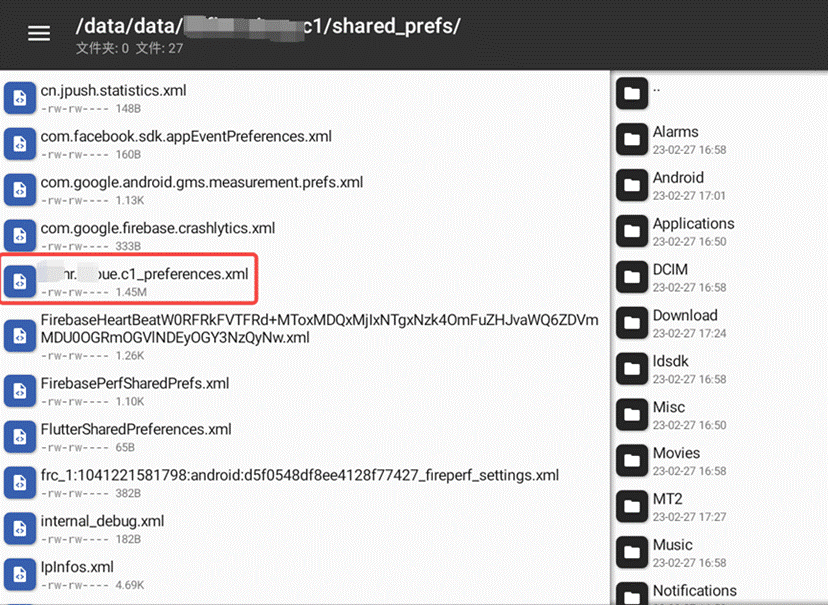 /data/data/ c1/shared_prefs/
文件夹: 0 文件: 27
cn.jpush.statistics.xml
-rw-rw---- 148B
com.facebook.sdk.appEventPreferences.xml
-rw-rw---- 160B
com.google.android.gms.measurement.prefs.xml
-rw-rw---- 1.13K
com.google.firebase.crashlytics.xml
-rw-rw---- 333B
ue.c1_preferences.xml
-rw-rw---- 1.45M
FirebaseHeartBeatW0RFRkFVTFRd+MToxMDQxMjIxNTgxNzk4OmFuZHJvaWQ6ZDVm
MDU0OGRmOGVlNDEyOGY3NzQyNw.xml
-rw-rw---- 1.26K
FirebasePerfSharedPrefs.xml
-rw-rw---- 1.10K
FlutterSharedPreferences.xml
-rw-rw---- 65B
frc_1:1041221581798:android:d5f0548df8ee4128f77427_fireperf_settings.xml
-rw-rw---- 382B
internal_debug.xml
-rw-rw---- 182B
IpInfos.xml
-rw-rw---- 4.69K
..
Alarms
23-02-27 16:58
Android
23-02-27 17:01
Applications
23-02-27 16:50
DCIM
23-02-27 16:58
Download
23-02-27 17:24
ldsdk
23-02-27 16:58
Misc
23-02-27 16:50
Movies
23-02-27 16:58
MT2
23-02-27 17:27
Music
23-02-27 16:58
Notifications